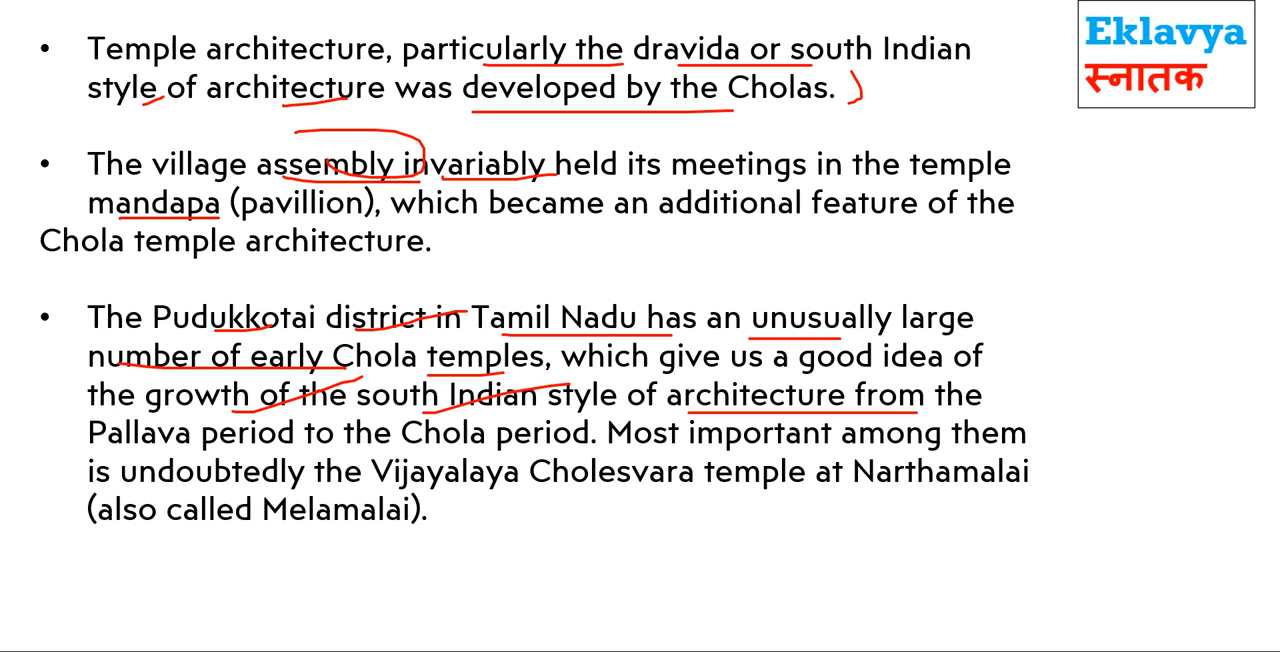 Eklavya
स्नातक
• Temple architecture, particularly the dravida or south Indian
style of architecture was developed by the Cholas.
• The village assembly invariably held its meetings in the temple
mandapa (pavillion), which became an additional feature of the
Chola temple architecture.
• The Pudukkotai district in Tamil Nadu has an unusually large
number of early Chola temples, which give us a good idea of
the growth of the south Indian style of architecture from the
Pallava period to the Chola period. Most important among them
is undoubtedly the Vijayalaya Cholesvara temple at Narthamalai
(also called Melamalai).